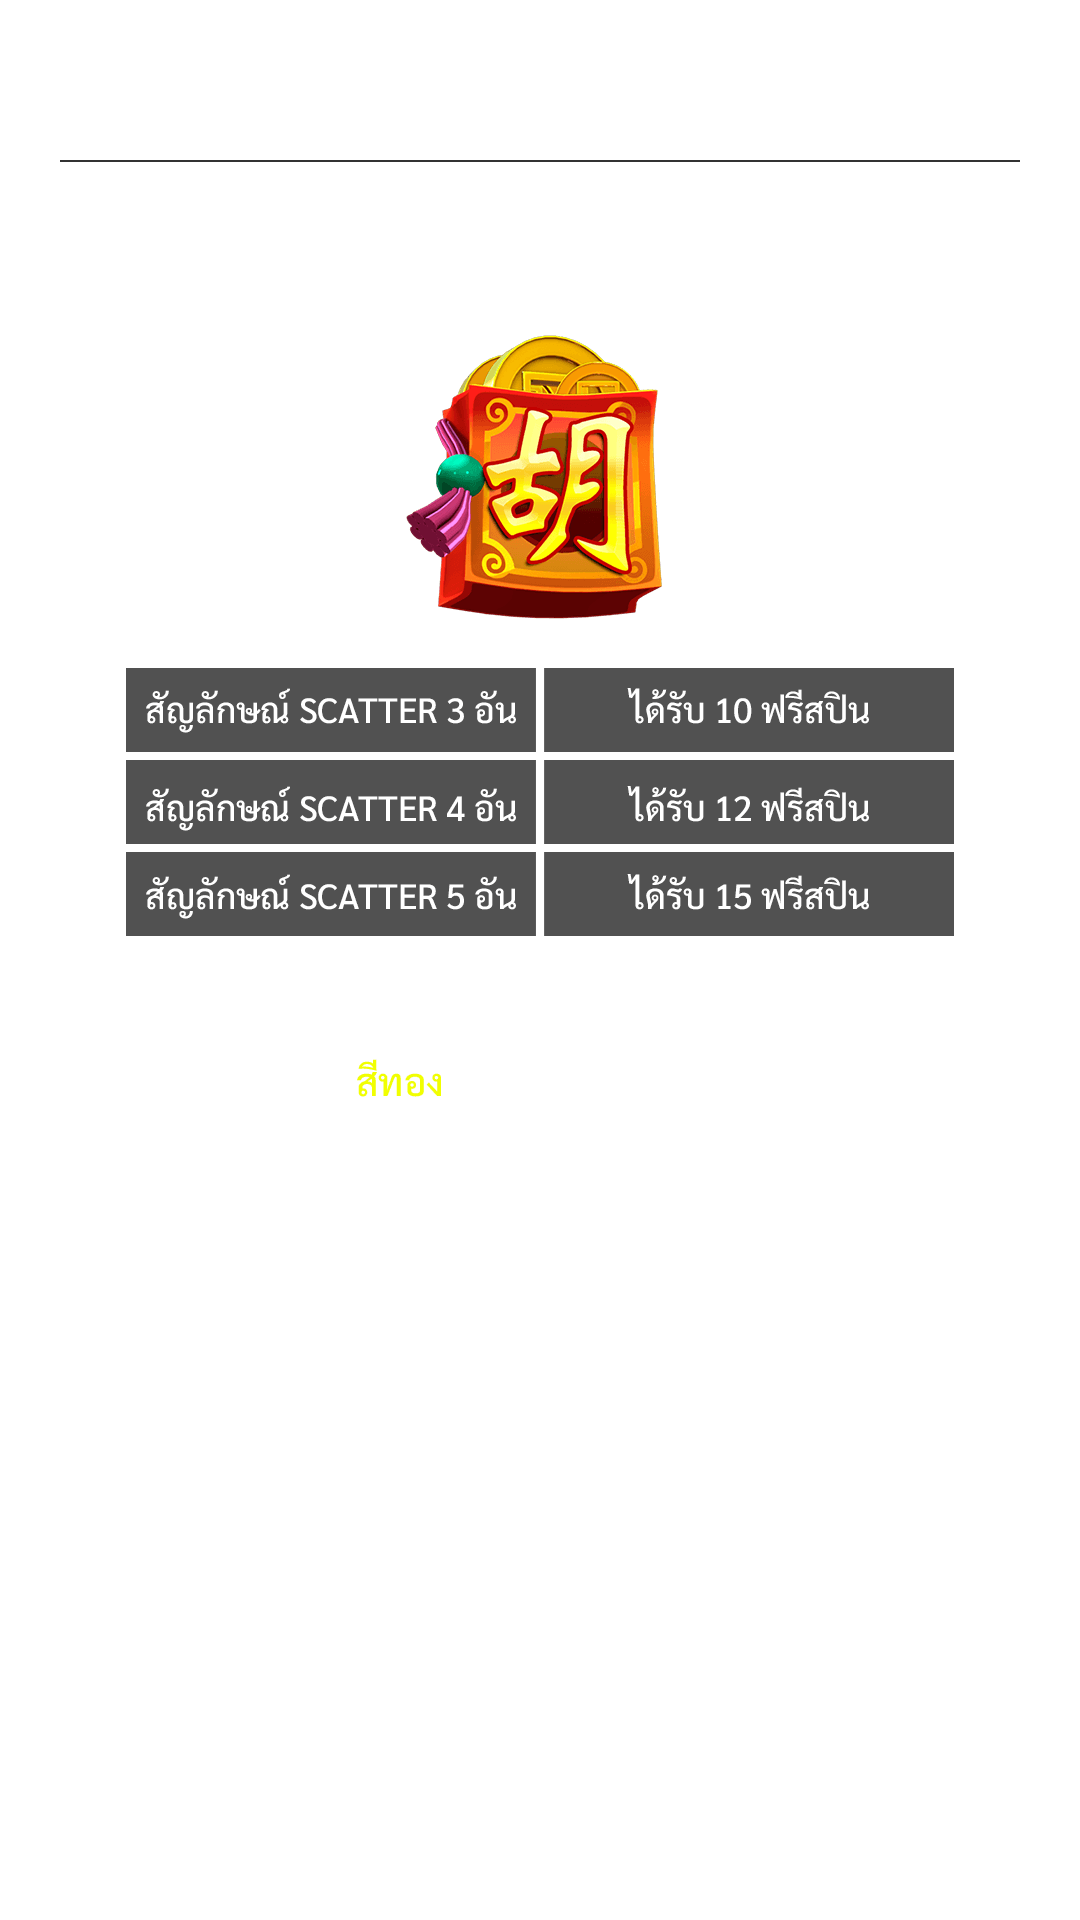 胡
สัญลักษณ์ SCATTER 3 อัน ได้รับ 10 ฟรีสปิน
สัญลักษณ์ SCATTER 4 อัน ได้รับ 12 ฟรีสปิน
สัญลักษณ์ SCATTER 5 อัน ได้รับ 15 ฟรีสปิน
สีทอง